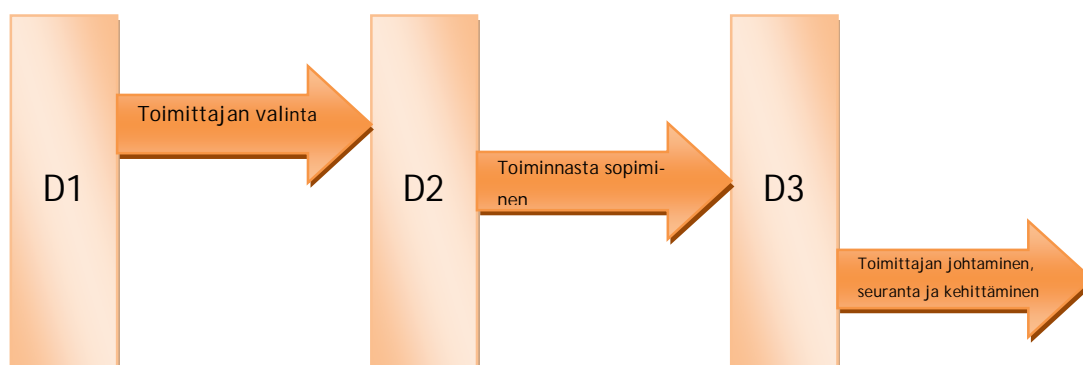 D1
Toimittajan valinta
D2
Toiminnasta sopimi-
nen
D3
Toimittajan johtaminen,
seuranta ja kehittäminen